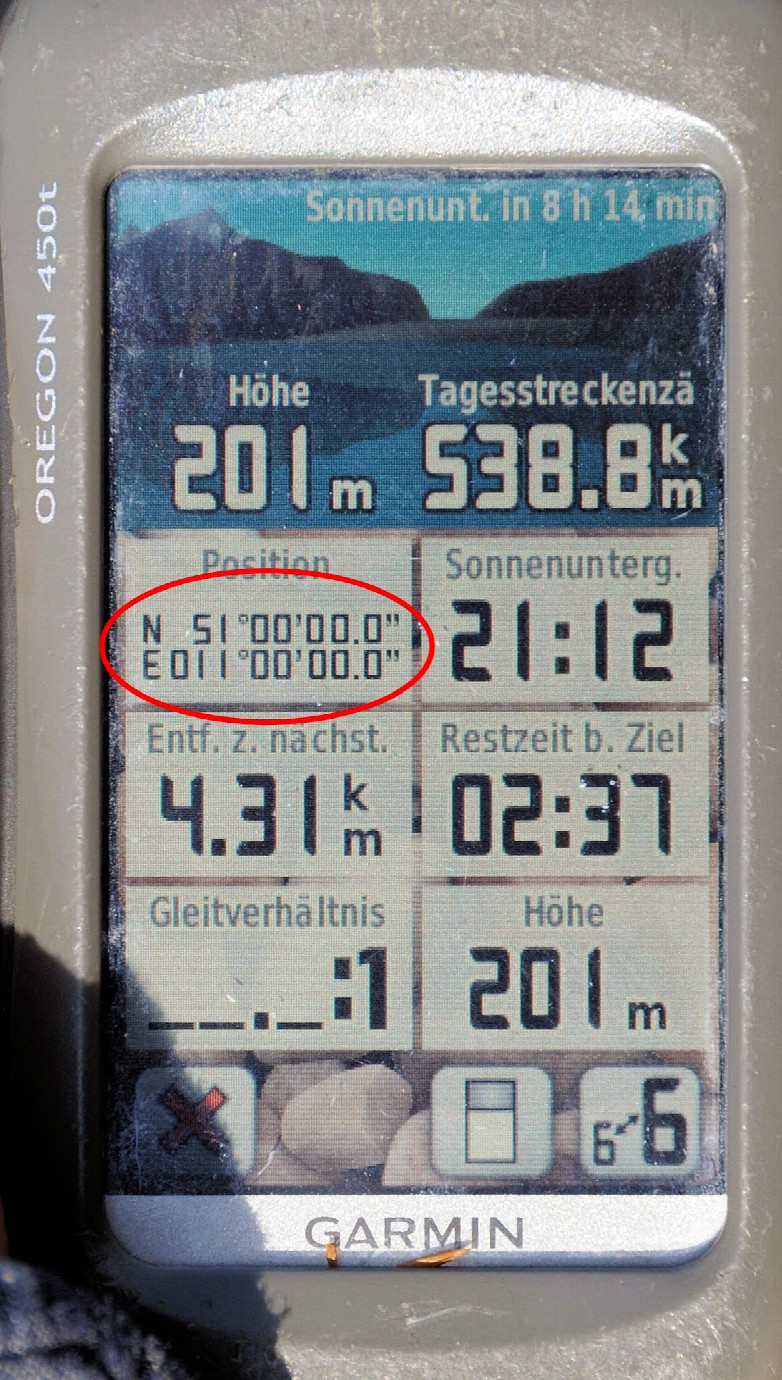 OREGON 450t
Sonnenunt. in 8 h 14 min
Höhe Tagesstreckenzä
201 m 538.8 km
Position Sonnenunterg.
N 51°00'00.0" 21:12
E011°00'00.0"
Entf. z. nächst. Restzeit b. Ziel
4.31 km 02:37
Gleitverhältnis Höhe
__._:1 201 m
6 6
GARMIN